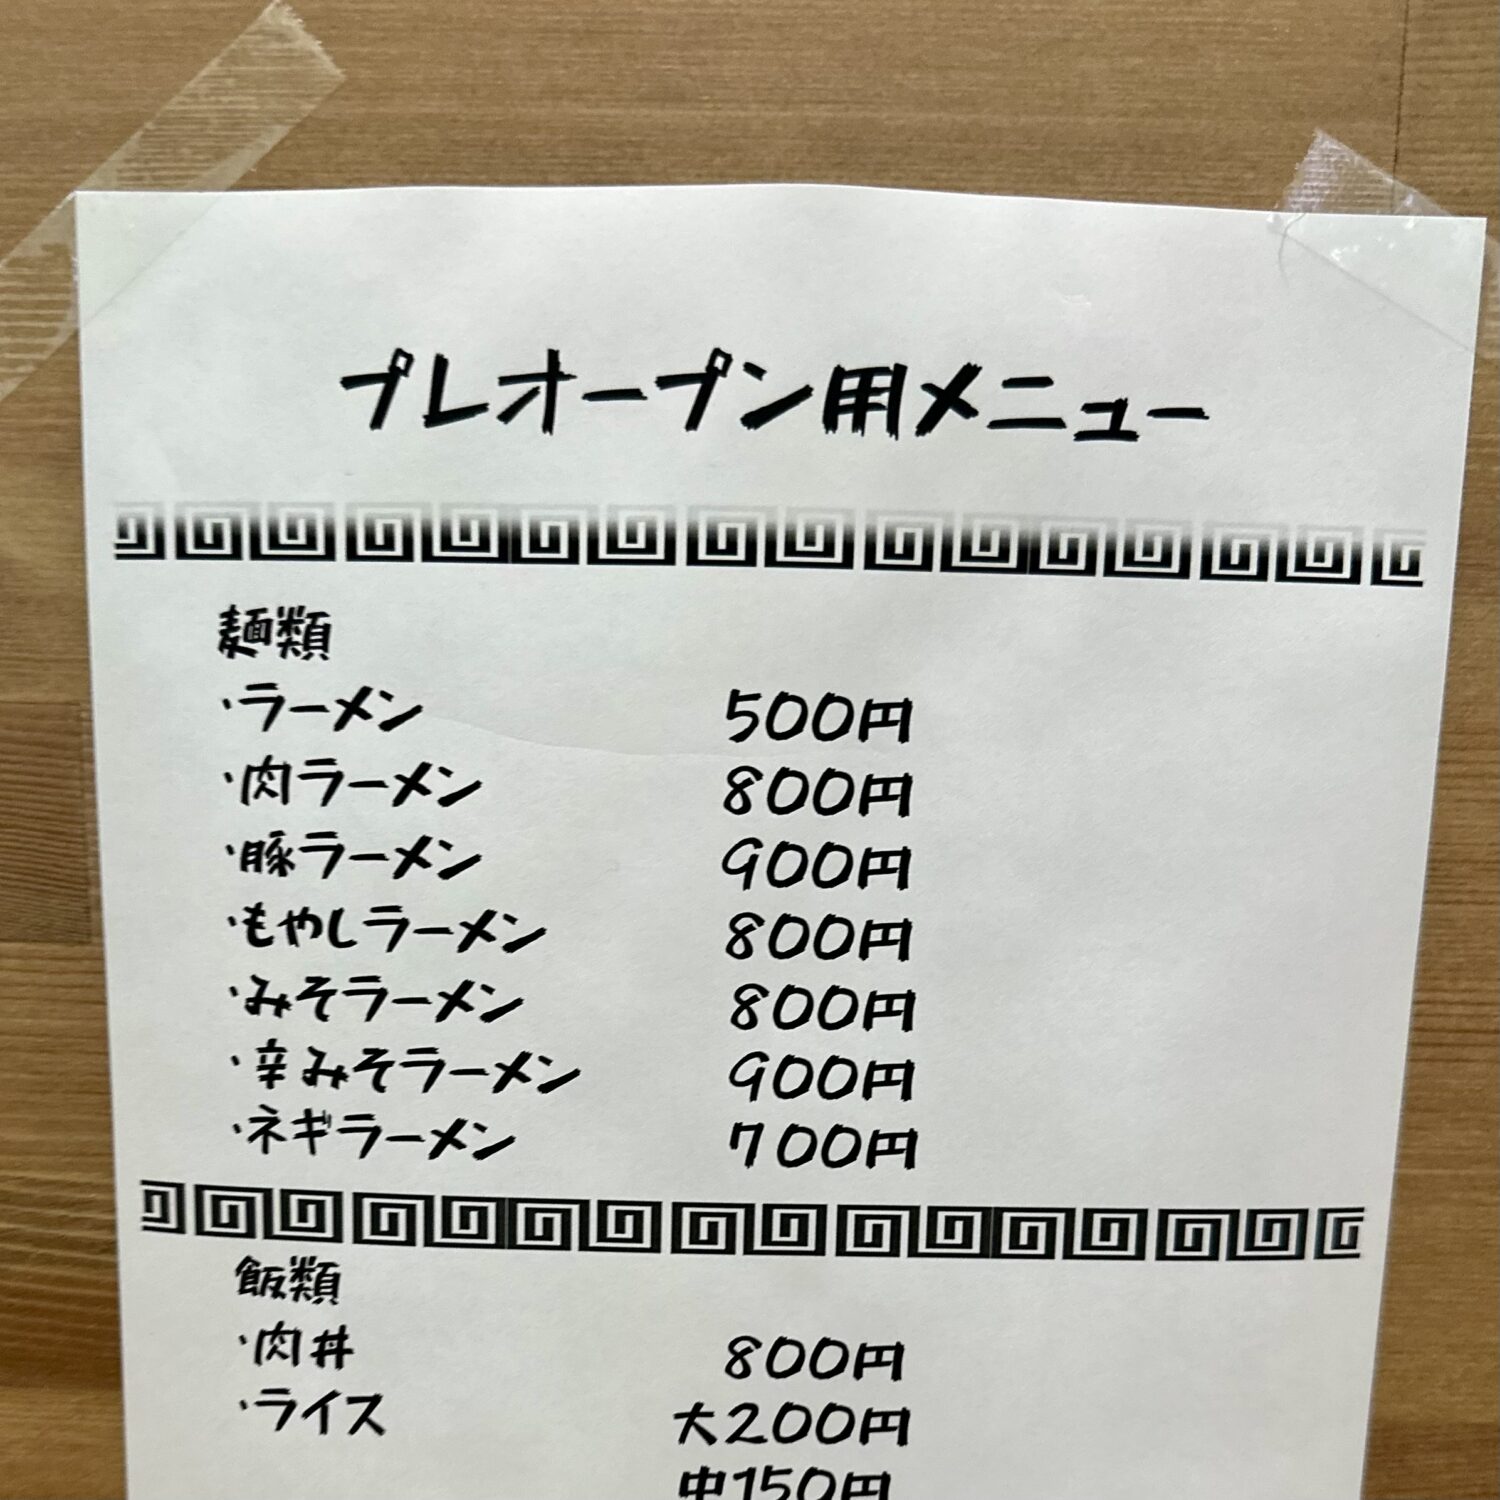 プレオープン用メニュー
麺類
・ラーメン 500円
・肉ラーメン 800円
・豚ラーメン 900円
・もやしラーメン 800円
・みそラーメン 800円
・辛みそラーメン 900円
・ネギラーメン 700円
飯類
・肉丼 800円
・ライス 大200円
中150円